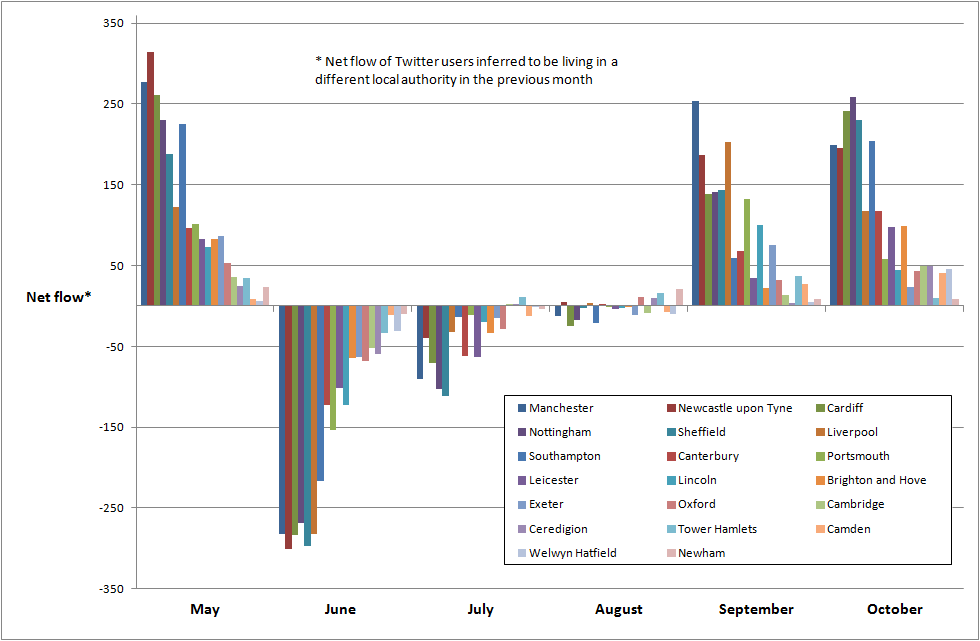 350
* Net flow of Twitter users inferred to be living in a
different local authority in the previous month
250
150
50
Net flow*
-50
-150
-250
-350
Manchester Newcastle upon Tyne Cardiff
Nottingham Sheffield Liverpool
Southampton Canterbury Portsmouth
Leicester Lincoln Brighton and Hove
Exeter Oxford Cambridge
Ceredigion Tower Hamlets Camden
Welwyn Hatfield Newham
May June July August September October